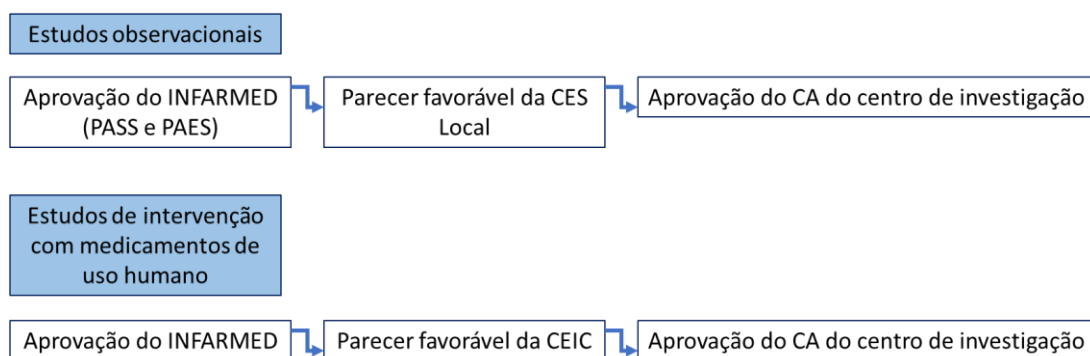 Estudos observacionais
Aprovação do INFARMED
(PASS e PAES)
Parecer favorável da CES
Local
Aprovação do CA do centro de investigação
Estudos de intervenção
com medicamentos de
uso humano
Aprovação do INFARMED
Parecer favorável da CEIC
Aprovação do CA do centro de investigação